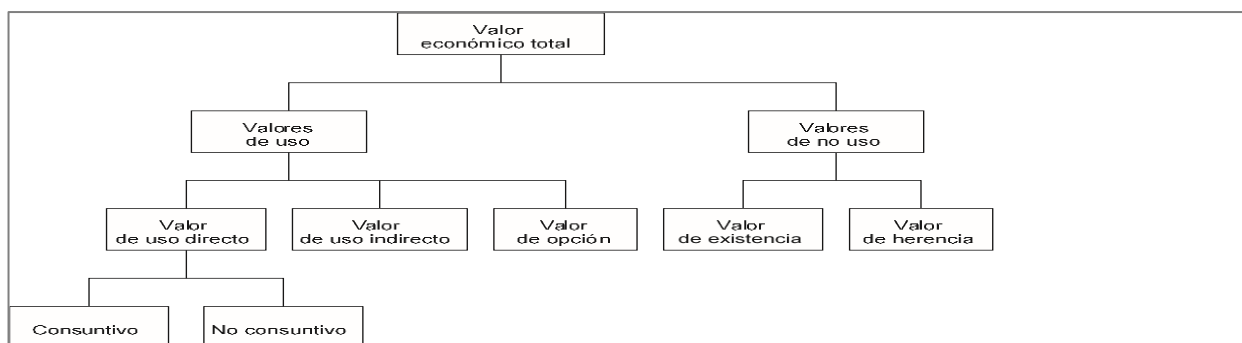 Valor
económico total
Valores
de uso
Valores
de no uso
Valor
de uso directo
Valor
de uso indirecto
Valor
de opción
Valor
de existencia
Valor
de herencia
Consuntivo
No consuntivo